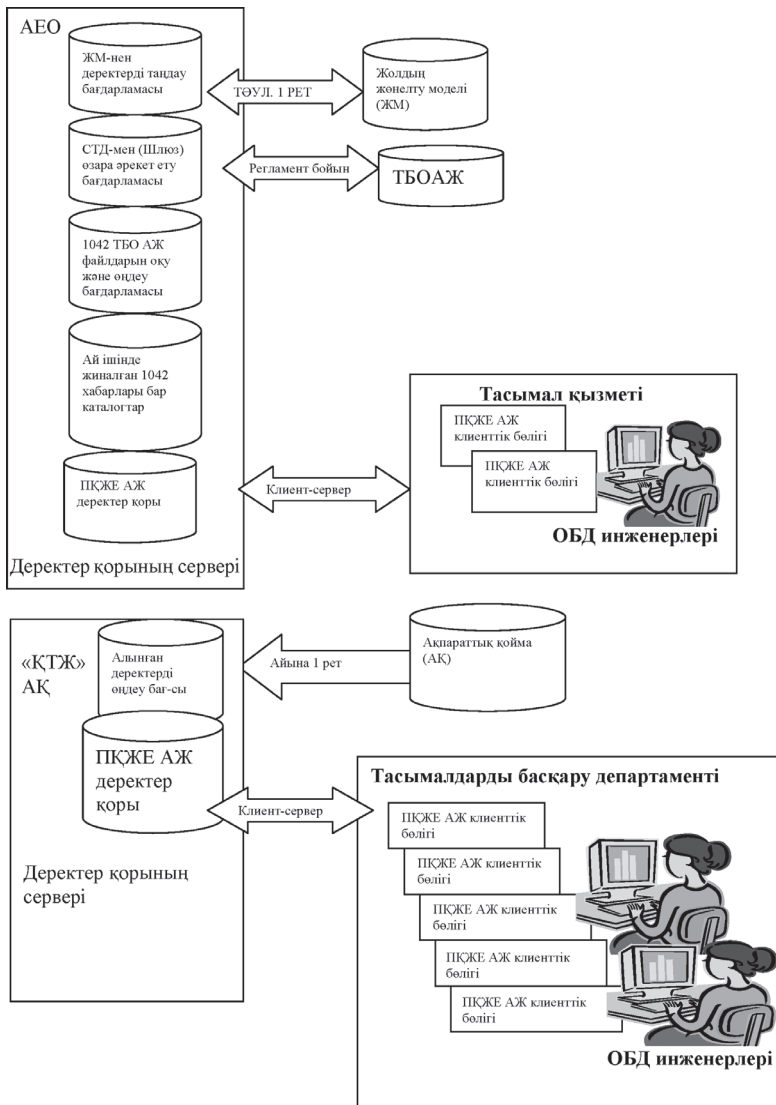 АЕО
ЖМ-нен
деректерді таңдау
бағдарламасы
ТӘУЛ. 1 РЕТ
Жолдың
жөнелту моделі
(ЖМ)
СТД-мен (Шлюз)
өзара әрекет ету
бағдарламасы
Регламент бойын
ТБОАЖ
1042 ТБО АЖ
файлдарын оқу
және өңдеу
бағдарламасы
Ай ішінде
жиналған 1042
хабарлары бар
каталогтар
ПҚЖЕ АЖ
деректер қоры
Деректер қорының сервері
Клиент-сервер
Тасымал қызметі
ПҚЖЕ АЖ
клиенттік бөлігі
ПҚЖЕ АЖ
клиенттік бөлігі
ОБД инженерлері
«ҚТЖ»
АҚ
Алынған
деректерді
өңдеу бағ-сы
Айына 1 рет
Ақпараттық қойма
(АҚ)
ПҚЖЕ АЖ
деректер
қоры
Клиент-сервер
Деректер қорының
сервері
Тасымалдарды басқару департаменті
ПҚЖЕ АЖ клиенттік
бөлігі
ПҚЖЕ АЖ клиенттік
бөлігі
ПҚЖЕ АЖ клиенттік
бөлігі
ПҚЖЕ АЖ клиенттік
бөлігі
ПҚЖЕ АЖ клиенттік
бөлігі
ОБД инженерлері